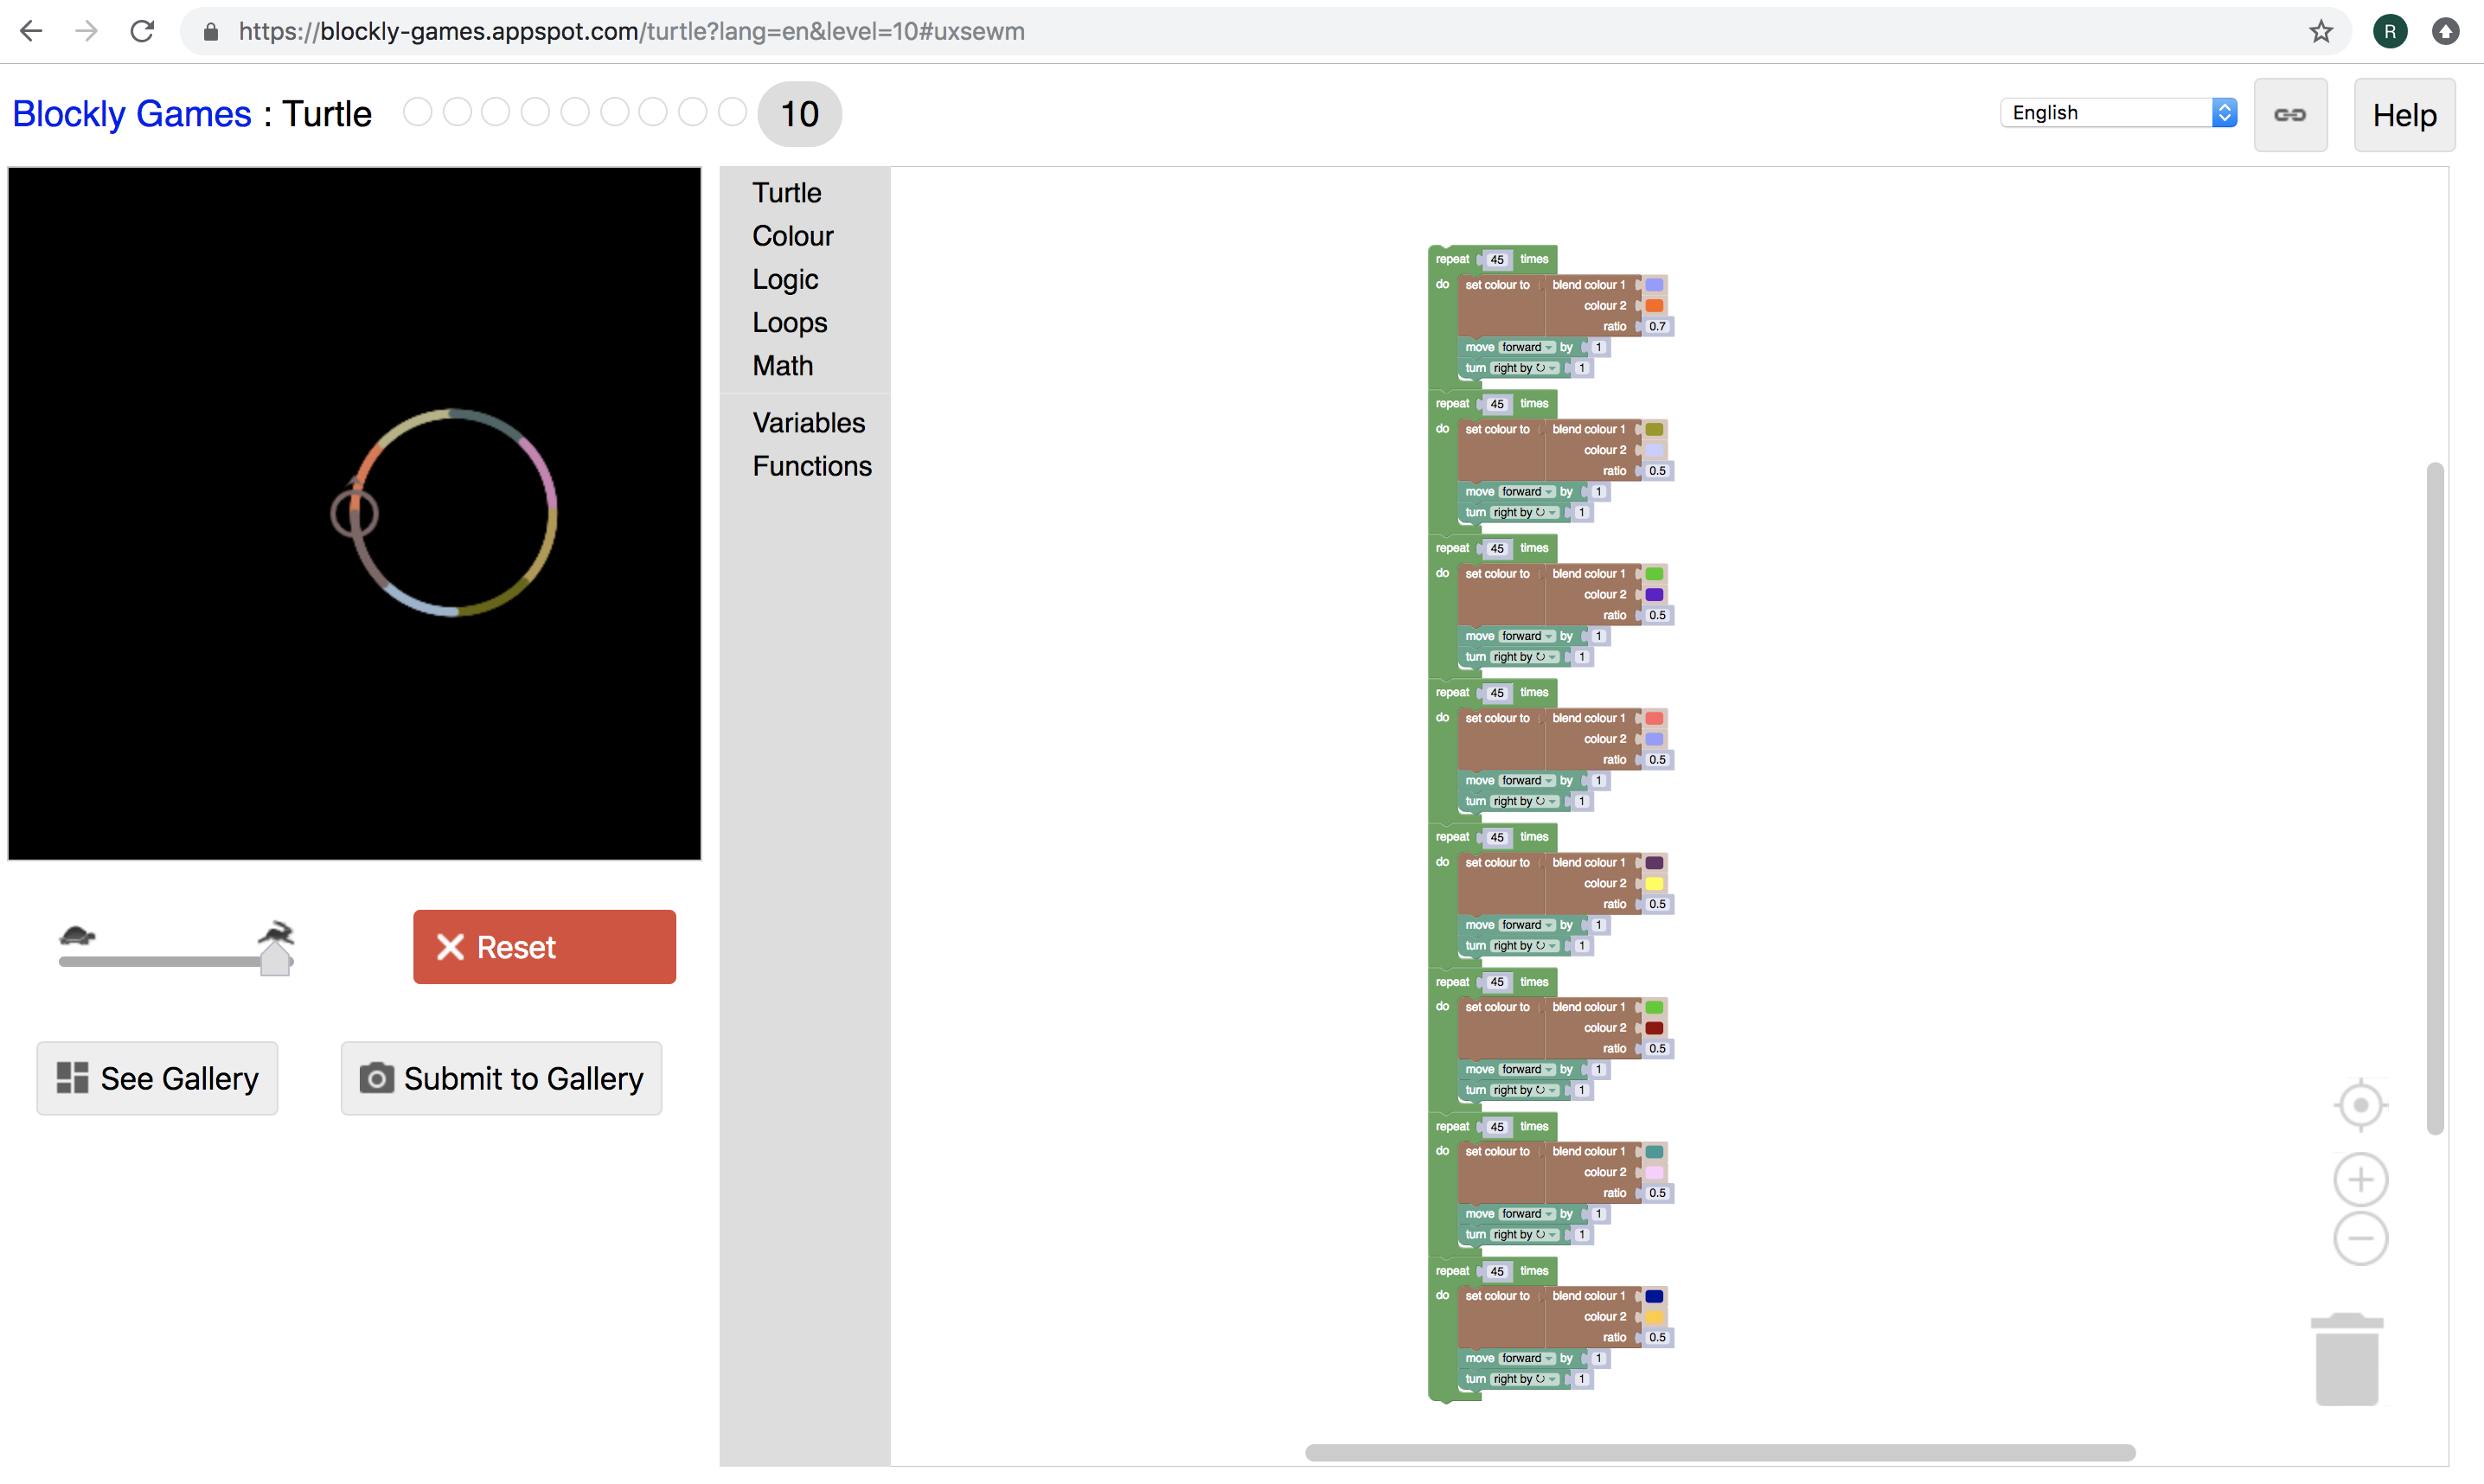 https://blockly-games.appspot.com/turtle?lang=en&level=10#uxsewm
R
Blockly Games : Turtle
10
English
Help
Turtle
Colour
Logic
Loops
Math
Variables
Functions
Reset
See Gallery
Submit to Gallery
repeat 45 times
do set colour to blend colour 1
colour 2
ratio 0.7
move forward by 1
turn right by ↻ 1
repeat 45 times
do set colour to blend colour 1
colour 2
ratio 0.5
move forward by 1
turn right by ↻ 1
repeat 45 times
do set colour to blend colour 1
colour 2
ratio 0.5
move forward by 1
turn right by ↻ 1
repeat 45 times
do set colour to blend colour 1
colour 2
ratio 0.5
move forward by 1
turn right by ↻ 1
repeat 45 times
do set colour to blend colour 1
colour 2
ratio 0.5
move forward by 1
turn right by ↻ 1
repeat 45 times
do set colour to blend colour 1
colour 2
ratio 0.5
move forward by 1
turn right by ↻ 1
repeat 45 times
do set colour to blend colour 1
colour 2
ratio 0.5
move forward by 1
turn right by ↻ 1
repeat 45 times
do set colour to blend colour 1
colour 2
ratio 0.5
move forward by 1
turn right by ↻ 1